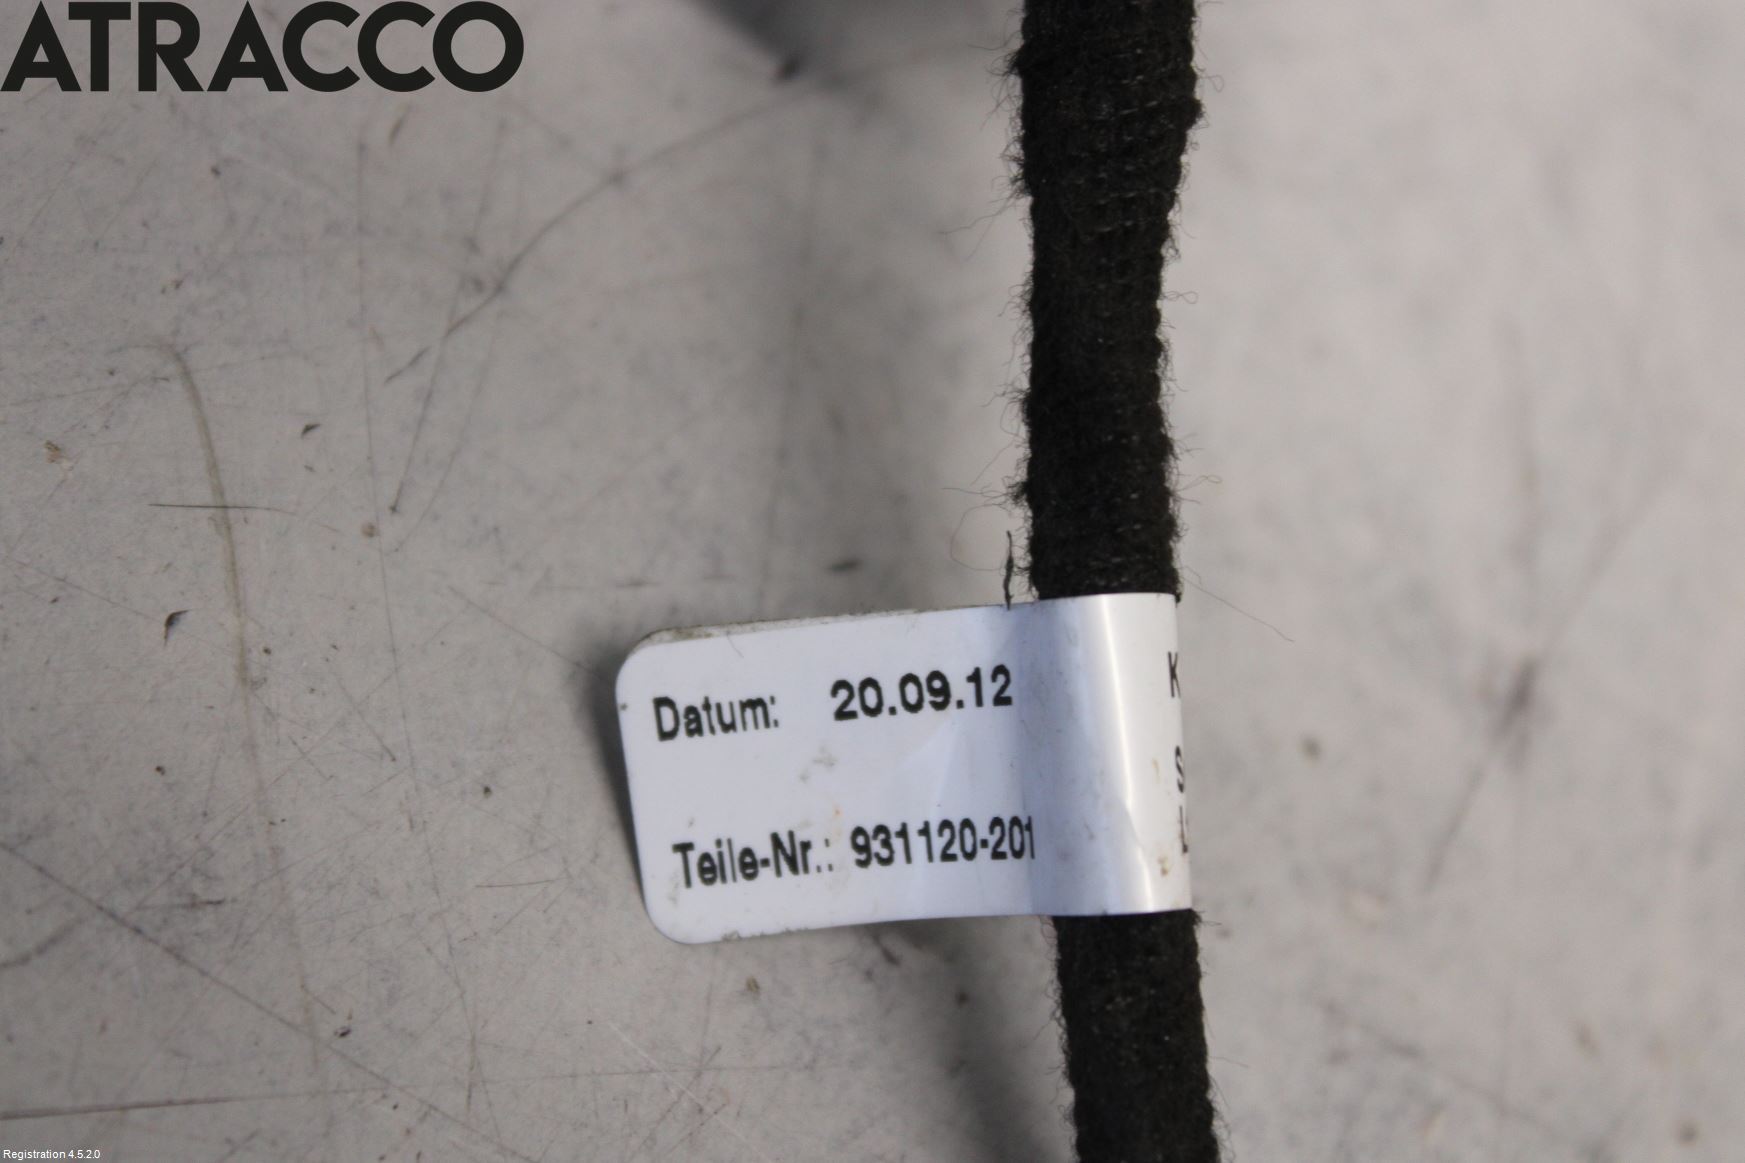 ATRACCO
Datum: 20.09.12
K
S
Teile-Nr.: 931120-201
L
Registration 4.5.2.0